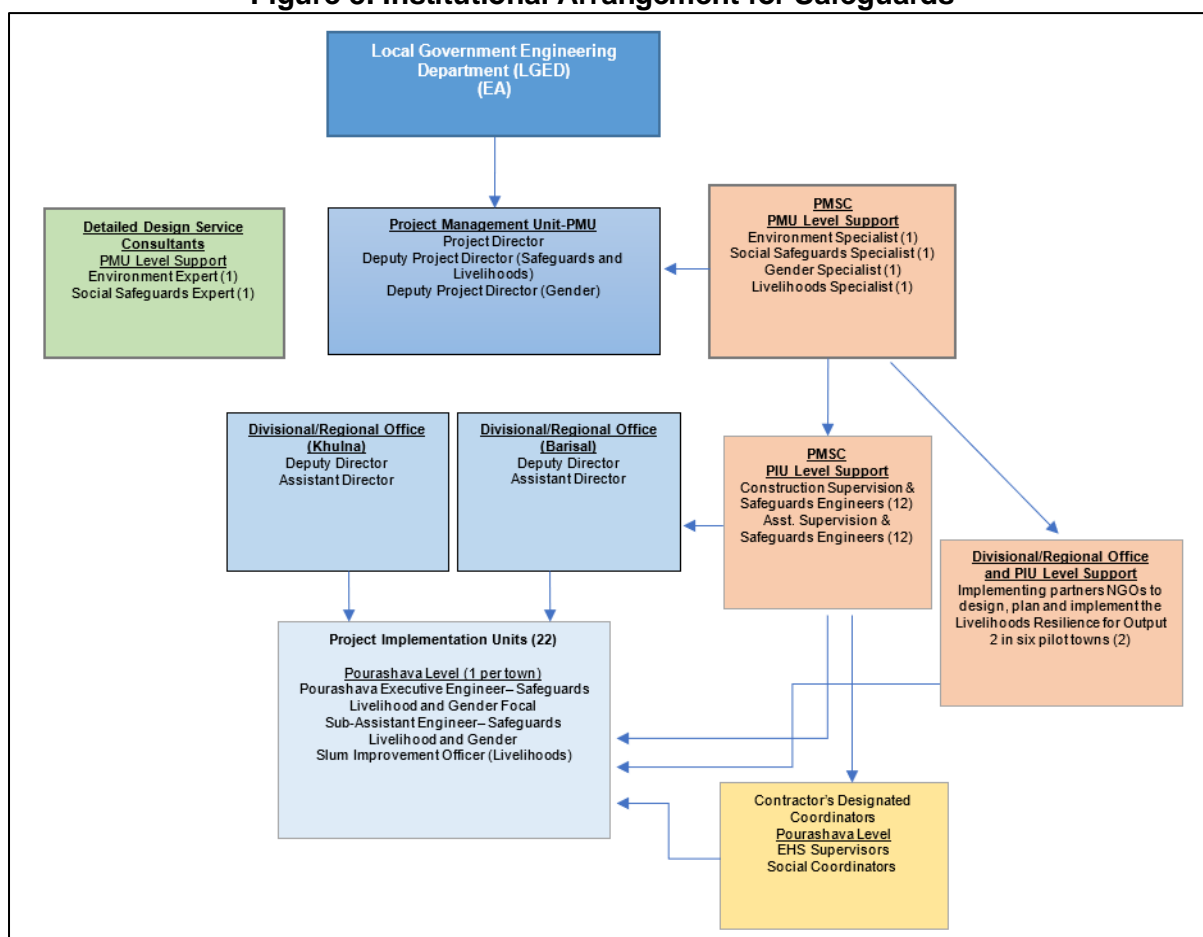 Figure 3. Institutional Arrangement for Safeguards
Local Government Engineering
Department (LGED)
(EA)
Detailed Design Service
Consultants
PMU Level Support
Environment Expert (1)
Social Safeguards Expert (1)
Project Management Unit-PMU
Project Director
Deputy Project Director (Safeguards and
Livelihoods)
Deputy Project Director (Gender)
PMSC
PMU Level Support
Environment Specialist (1)
Social Safeguards Specialist (1)
Gender Specialist (1)
Livelihoods Specialist (1)
Divisional/Regional Office
(Khulna)
Deputy Director
Assistant Director
Divisional/Regional Office
(Barisal)
Deputy Director
Assistant Director
PMSC
PIU Level Support
Construction Supervision &
Safeguards Engineers (12)
Asst. Supervision &
Safeguards Engineers (12)
Divisional/Regional Office
and PIU Level Support
Implementing partners NGOs to
design, plan and implement the
Livelihoods Resilience for Output
2 in six pilot towns (2)
Project Implementation Units (22)
Pourashava Level (1 per town)
Pourashava Executive Engineer– Safeguards
Livelihood and Gender Focal
Sub-Assistant Engineer– Safeguards
Livelihood and Gender
Slum Improvement Officer (Livelihoods)
Contractor's Designated
Coordinators
Pourashava Level
EHS Supervisors
Social Coordinators